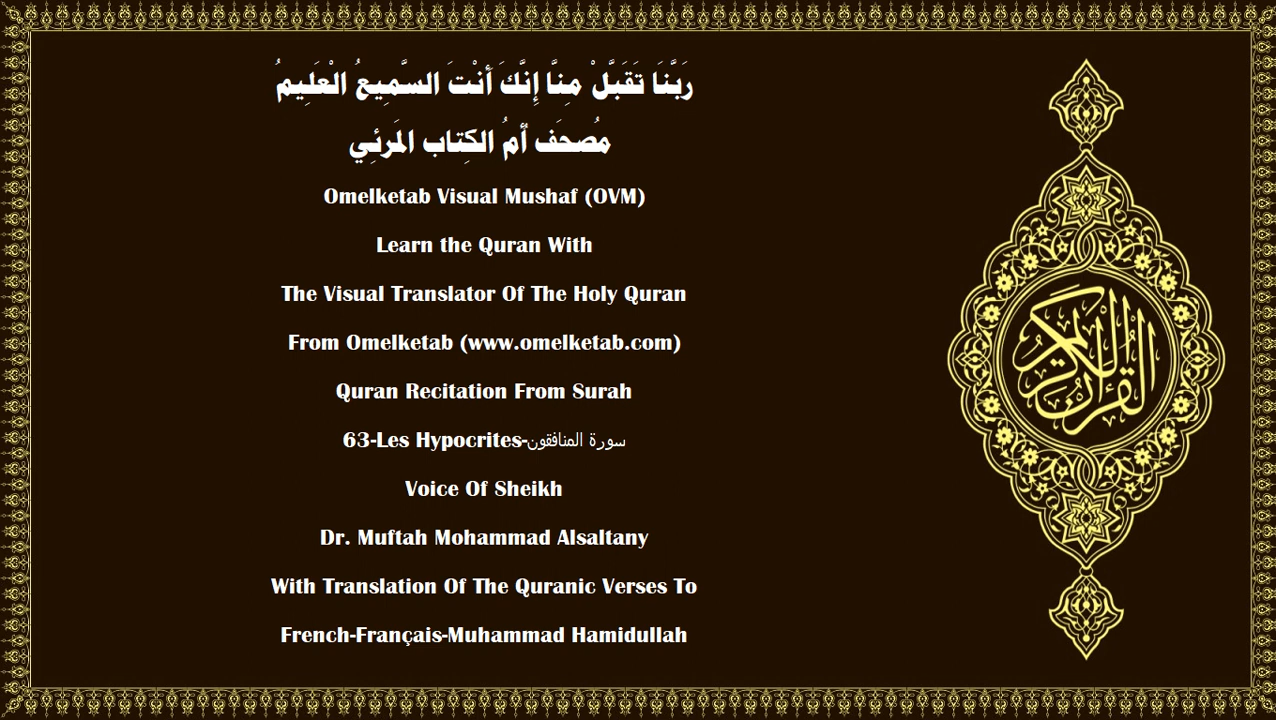 رَبَّنَا تَقَبَّلْ مِنَّا إِنَّكَ أَنْتَ السَّمِيعُ الْعَلِيمُ
مُصحَف أمُ الكِتاب المَرئِي
Omelketab Visual Mushaf (OVM)
Learn the Quran With
The Visual Translator Of The Holy Quran
From Omelketab (www.omelketab.com)
Quran Recitation From Surah
63-Les Hypocrites-سورة المنافقون
Voice Of Sheikh
Dr. Muftah Mohammad Alsaltany
With Translation Of The Quranic Verses To
French-Français-Muhammad Hamidullah
القرآن الكريم